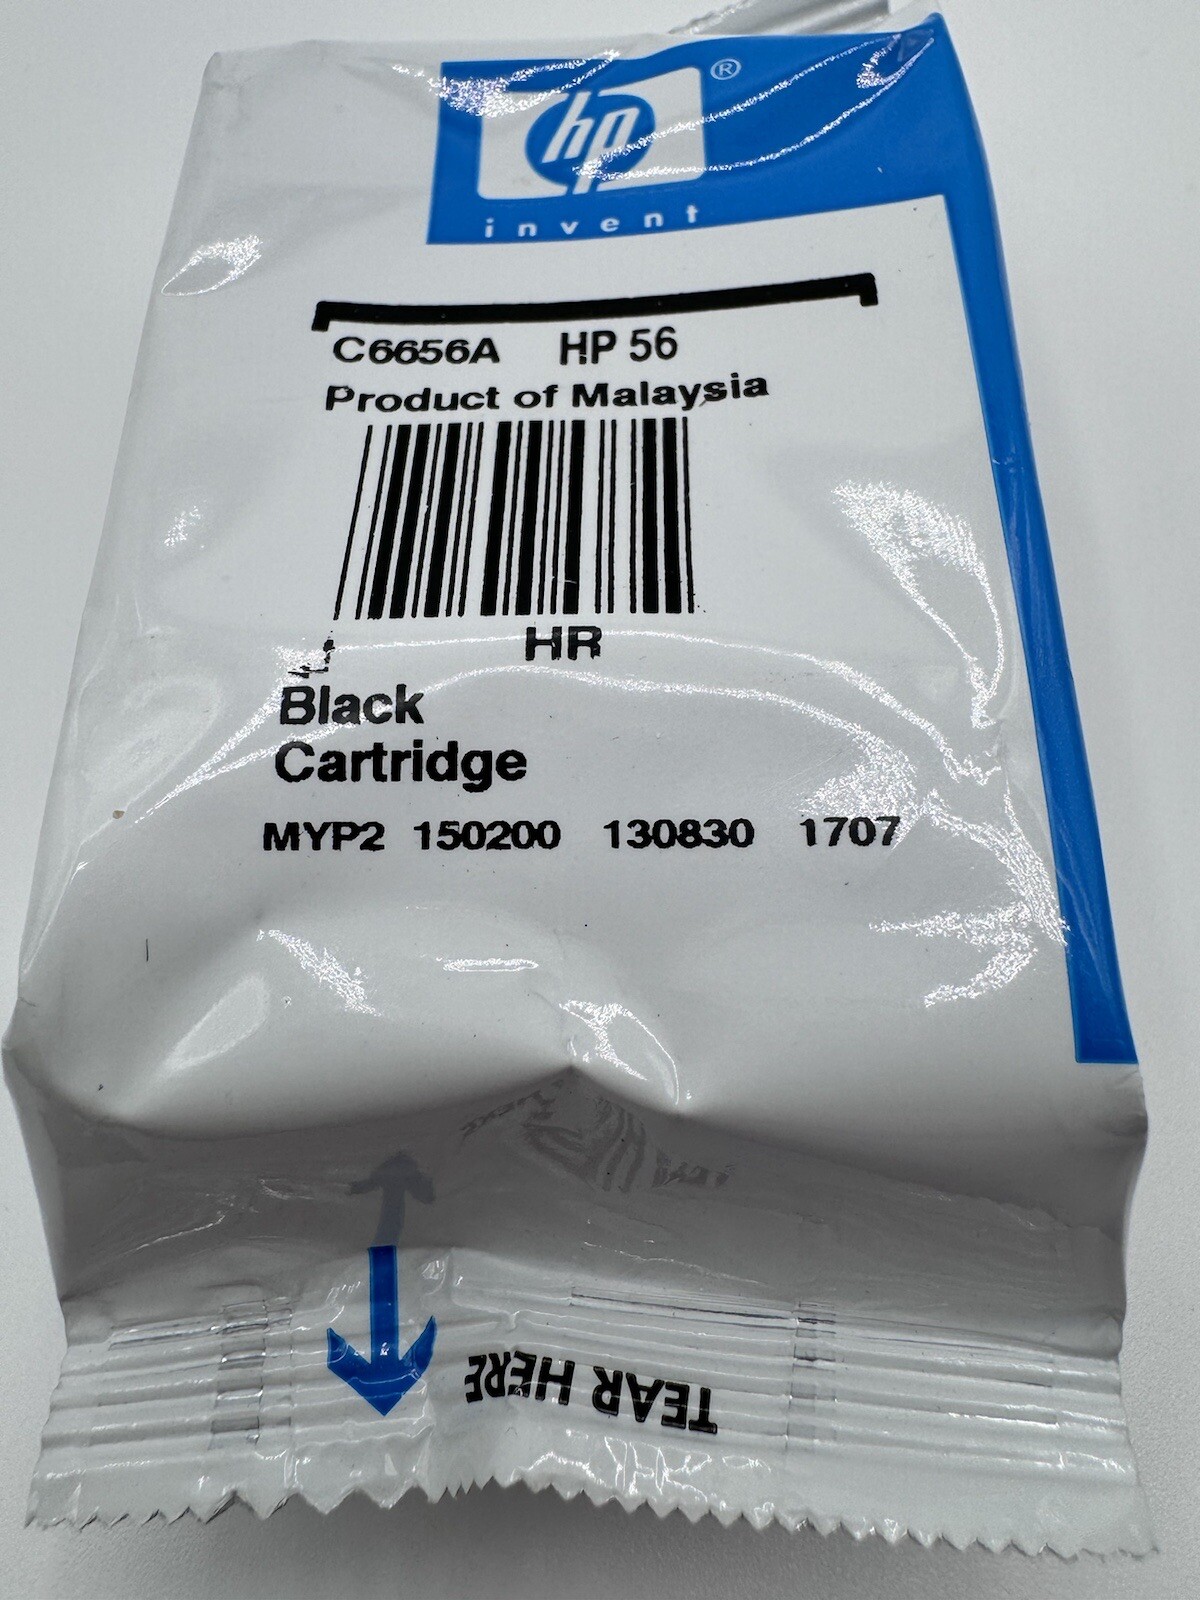 hp ®
invent
C6656A HP 56
Product of Malaysia
HR
Black
Cartridge
MYP2 150200 130830 1707
TEAR HERE